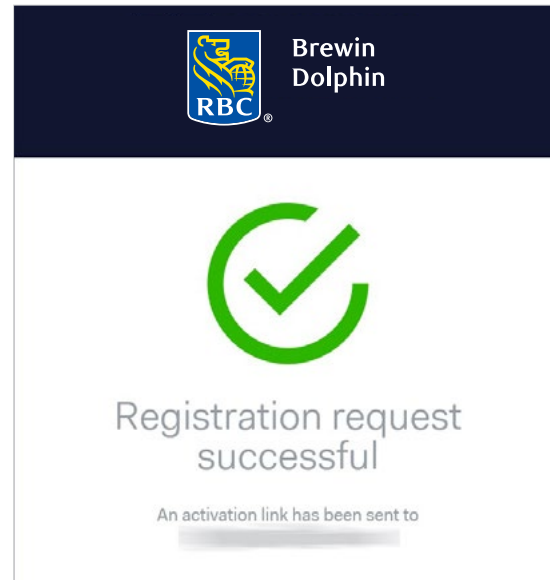 RBC ®
Brewin
Dolphin
Registration request
successful
An activation link has been sent to